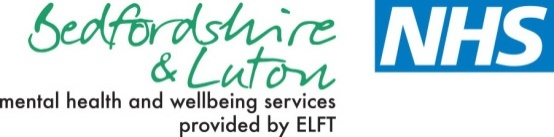 Bedfordshire
& Luton
mental health and wellbeing services
provided by ELFT
NHS